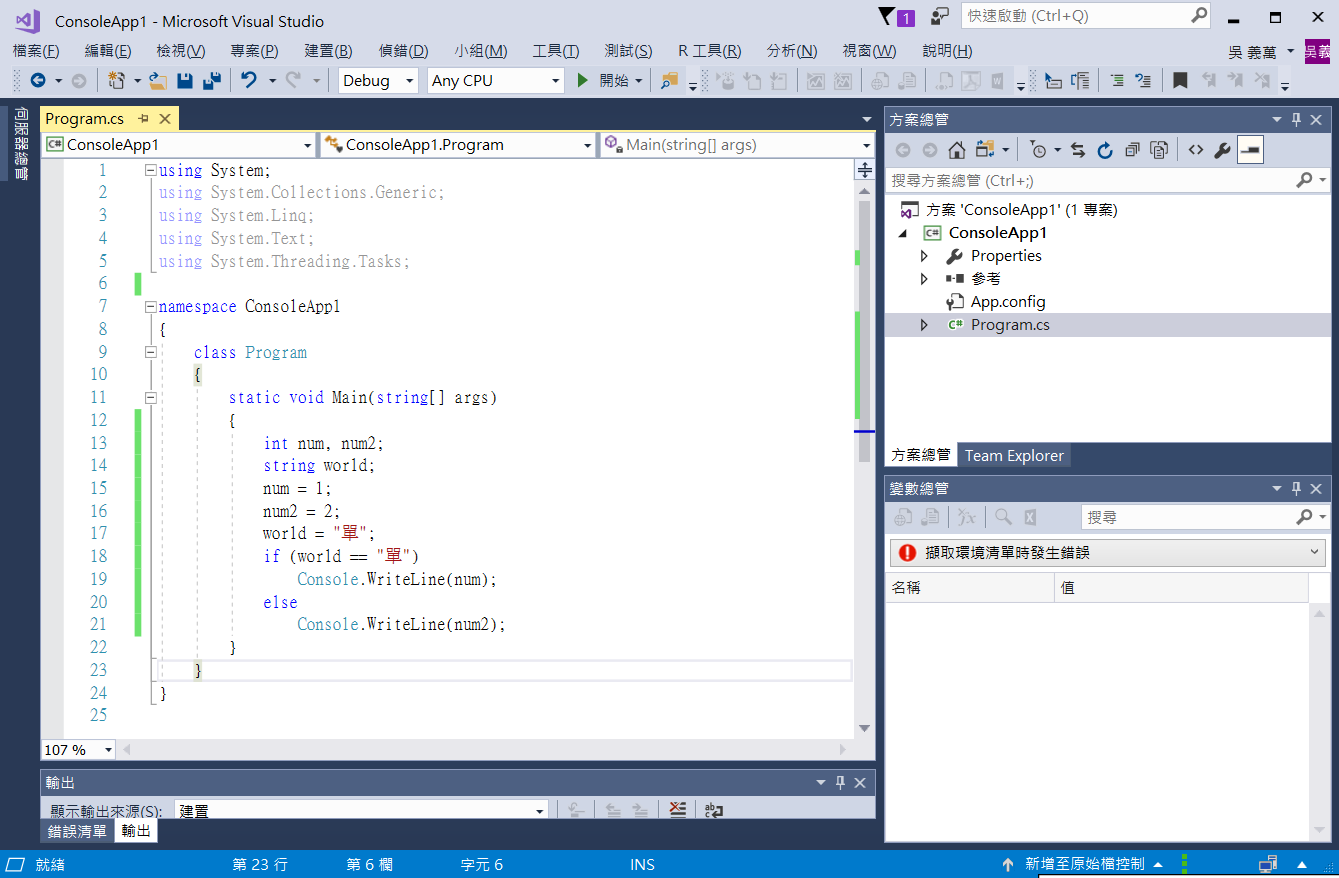 ConsoleApp1 - Microsoft Visual Studio
1
快速啟動 (Ctrl+Q)
檔案(F) 編輯(E) 檢視(V) 專案(P) 建置(B) 偵錯(D) 小組(M) 工具(T) 測試(S) R 工具(R) 分析(N) 視窗(W) 說明(H)
吳 義萬 吳義
Debug Any CPU 開始
伺服器總管
Program.cs
ConsoleApp1 ConsoleApp1.Program Main(string[] args)
1 using System;
2 using System.Collections.Generic;
3 using System.Linq;
4 using System.Text;
5 using System.Threading.Tasks;
6
7 namespace ConsoleApp1
8 {
9 class Program
10 {
11 static void Main(string[] args)
12 {
13 int num, num2;
14 string world;
15 num = 1;
16 num2 = 2;
17 world = "單";
18 if (world == "單")
19 Console.WriteLine(num);
20 else
21 Console.WriteLine(num2);
22 }
23 }
24 }
25
107 %
輸出
顯示輸出來源(S): 建置
錯誤清單 輸出
方案總管
搜尋方案總管 (Ctrl+;)
方案 'ConsoleApp1' (1 專案)
C# ConsoleApp1
Properties
參考
App.config
C# Program.cs
方案總管 Team Explorer
變數總管
搜尋
擷取環境清單時發生錯誤
名稱 值
就緒 第 23 行 第 6 欄 字元 6 INS 新增至原始檔控制